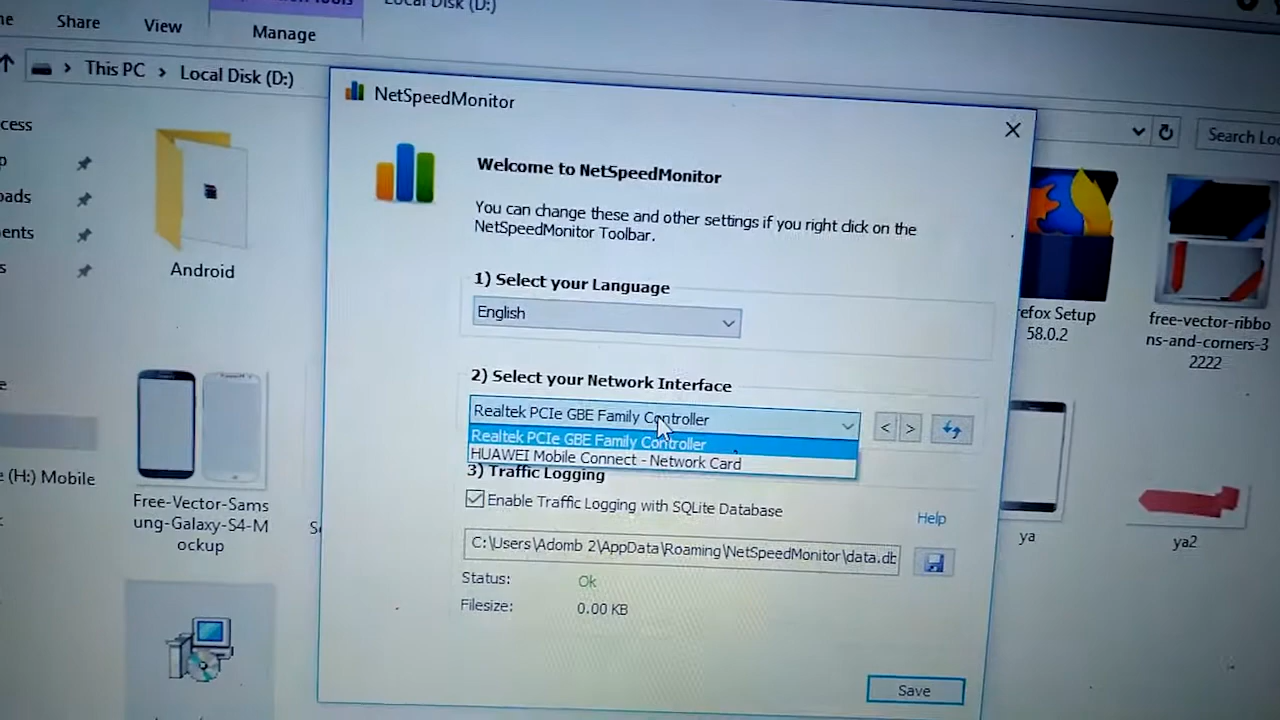 Local Disk (D:)
Share
View
Manage
This PC > Local Disk (D:)
Search
NetSpeedMonitor
Welcome to NetSpeedMonitor
You can change these and other settings if you right click on the
NetSpeedMonitor Toolbar.
1) Select your Language
English
2) Select your Network Interface
Realtek PCIe GBE Family Controller
< >
Realtek PCIe GBE Family Controller
HUAWEI Mobile Connect - Network Card
3) Traffic Logging
Enable Traffic Logging with SQLite Database
Help
C:\Users\Adomb 2\AppData\Roaming\NetSpeedMonitor\data.db
Status: Ok
Filesize: 0.00 KB
Save
cess
p
oads
ents
s
e
e (H:) Mobile
Android
Free-Vector-Sams
ung-Galaxy-S4-M
ockup
efox Setup
58.0.2
free-vector-ribbo
ns-and-corners-3
2222
ya
ya2